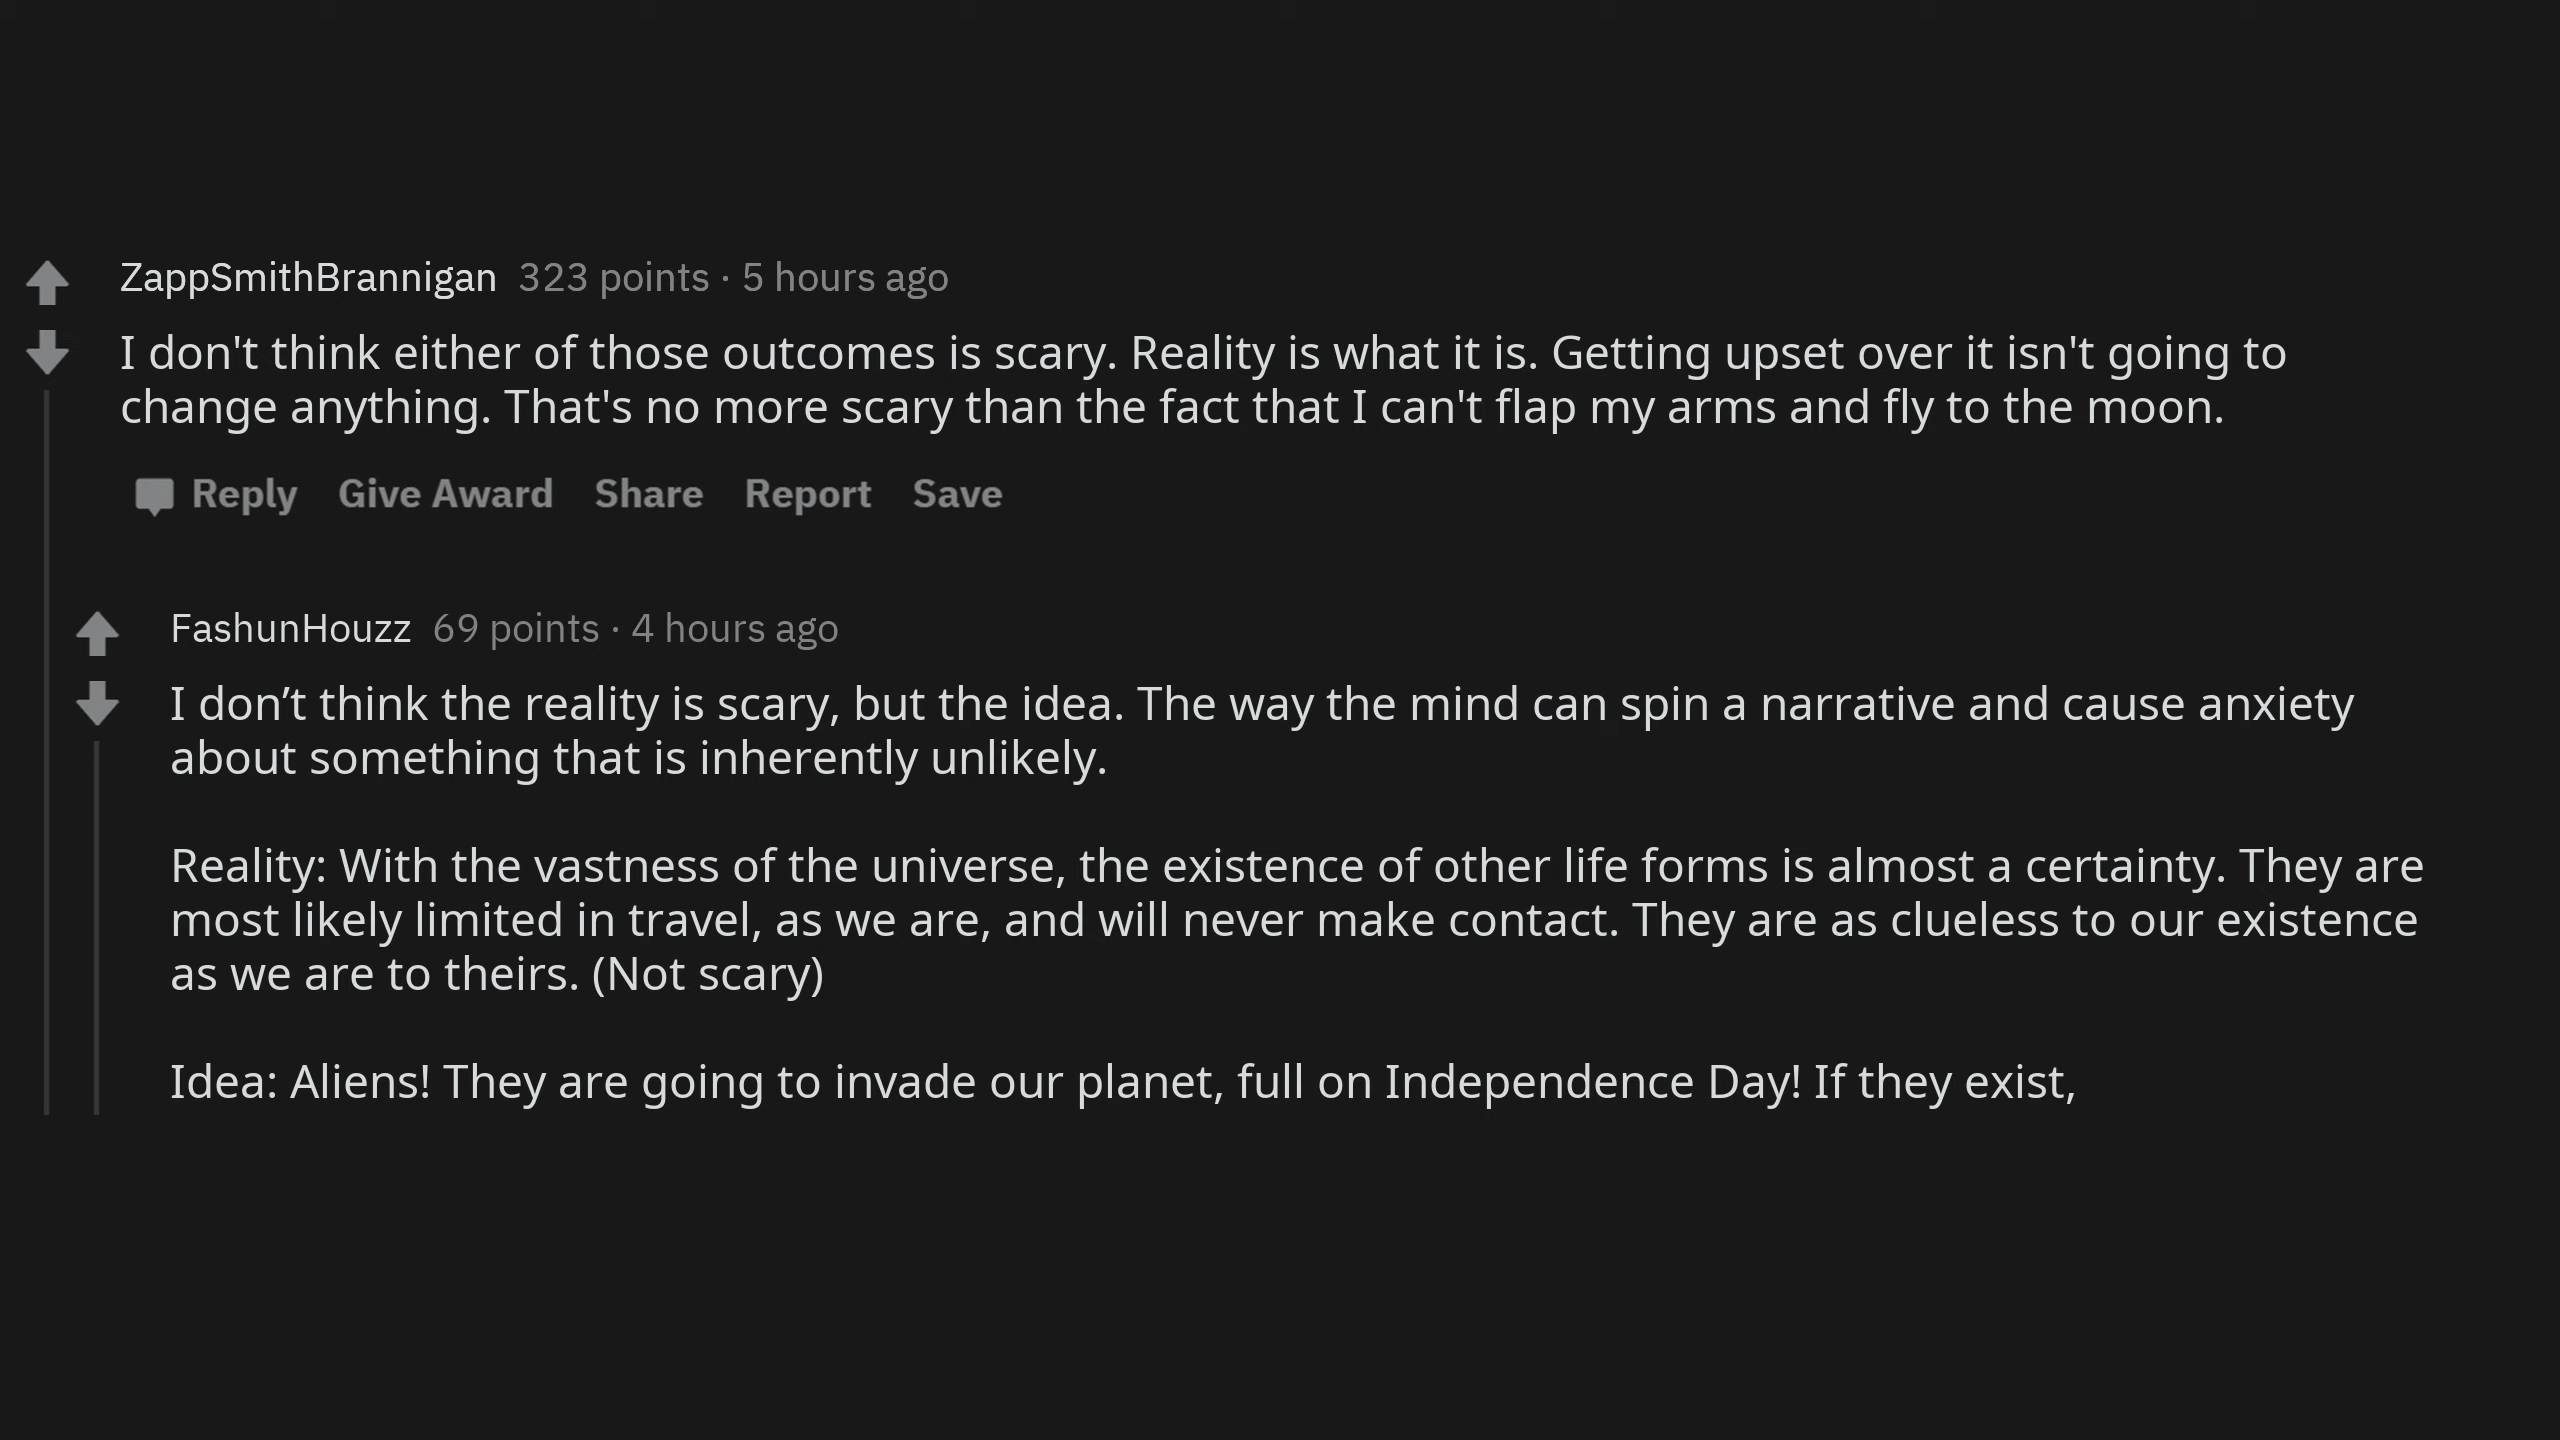 ZappSmithBrannigan 323 points · 5 hours ago
I don't think either of those outcomes is scary. Reality is what it is. Getting upset over it isn't going to
change anything. That's no more scary than the fact that I can't flap my arms and fly to the moon.
Reply Give Award Share Report Save
FashunHouzz 69 points · 4 hours ago
I don’t think the reality is scary, but the idea. The way the mind can spin a narrative and cause anxiety
about something that is inherently unlikely.
Reality: With the vastness of the universe, the existence of other life forms is almost a certainty. They are
most likely limited in travel, as we are, and will never make contact. They are as clueless to our existence
as we are to theirs. (Not scary)
Idea: Aliens! They are going to invade our planet, full on Independence Day! If they exist,